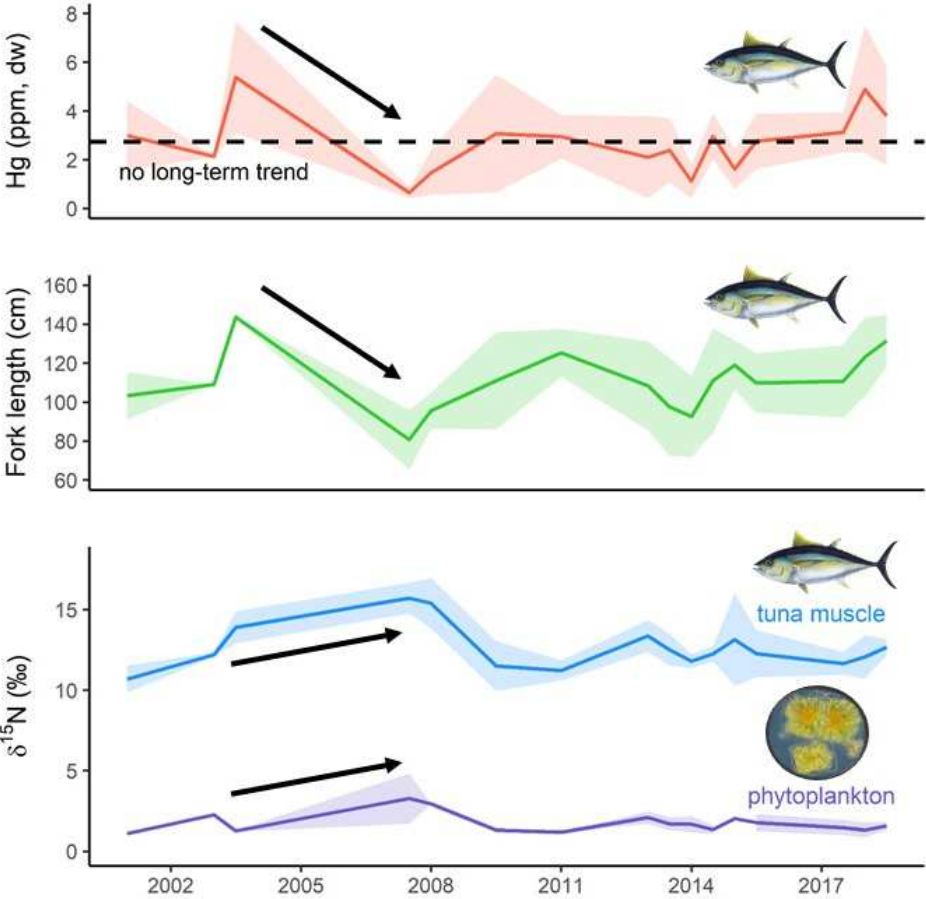 Hg (ppm, dw)
8
6
4
2
0
no long-term trend
Fork length (cm)
160
140
120
100
80
60
δ¹⁵N (‰)
15
10
5
0
tuna muscle
phytoplankton
2002 2005 2008 2011 2014 2017